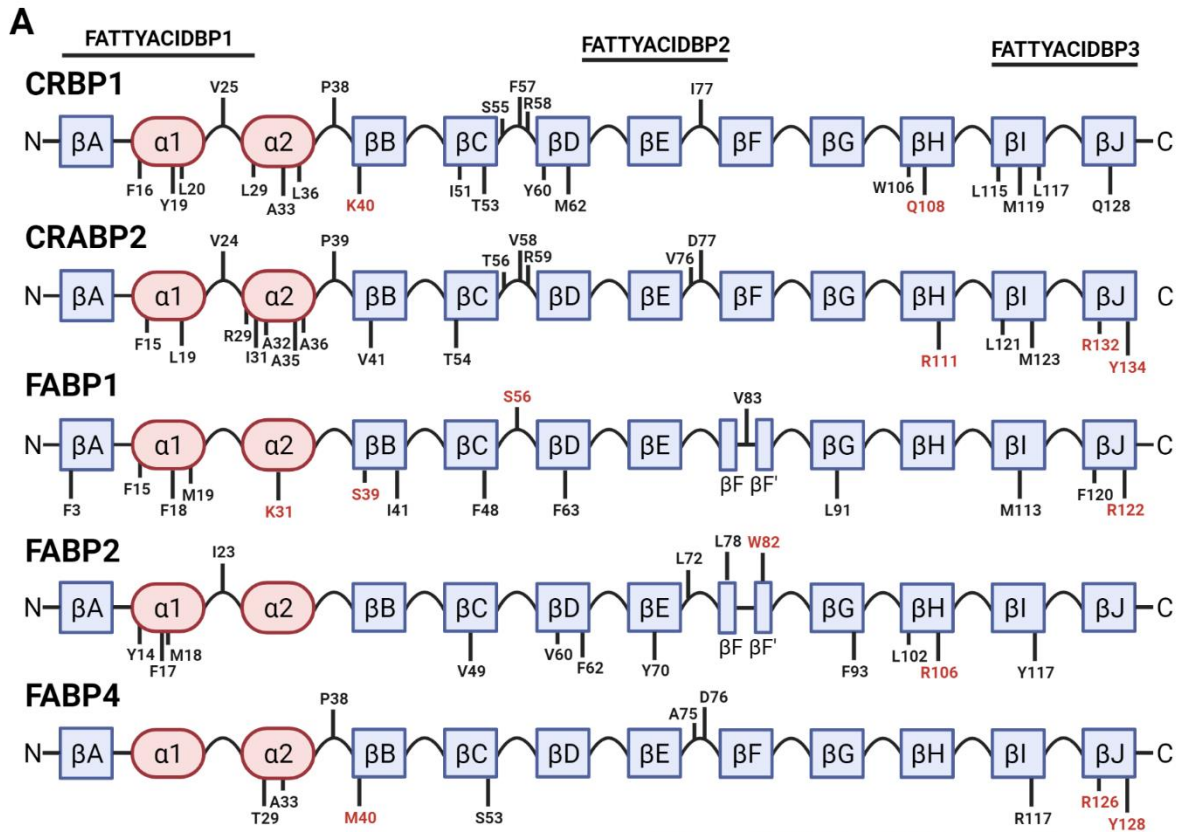 A
FATTYACIDBP1 FATTYACIDBP2 FATTYACIDBP3
CRBP1
V25 P38 S55 F57 R58 I77
N βA α1 α2 βB βC βD βE βF βG βH βI βJ C
F16 Y19 L20 L29 A33 L36 K40 I51 T53 Y60 M62 W106 Q108 L115 M119 L117 Q128
CRABP2
V24 P39 T56 V58 R59 V76 D77
N βA α1 α2 βB βC βD βE βF βG βH βI βJ C
F15 L19 R29 I31 A32 A35 A36 V41 T54 R111 L121 M123 R132 Y134
FABP1
S56 V83
N βA α1 α2 βB βC βD βE βG βH βI βJ C
βF βF'
F3 F15 F18 M19 K31 S39 I41 F48 F63 L91 M113 F120 R122
FABP2
I23 L72 L78 W82
N βA α1 α2 βB βC βD βE βG βH βI βJ C
βF βF'
Y14 F17 M18 V49 V60 F62 Y70 F93 L102 R106 Y117
FABP4
P38 A75 D76
N βA α1 α2 βB βC βD βE βF βG βH βI βJ C
T29 A33 M40 S53 R117 R126 Y128